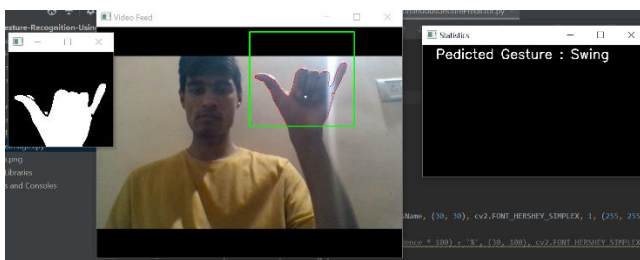 esture-Recognition-Using
Video Feed
Statistics
Pedicted Gesture : Swing
.png
Libraries
s and Consoles
sName, (30, 30), cv2.FONT_HERSHEY_SIMPLEX, 1, (255, 255
ence * 100) + '%', (30, 100), cv2.FONT_HERSHEY_SIMPLEX